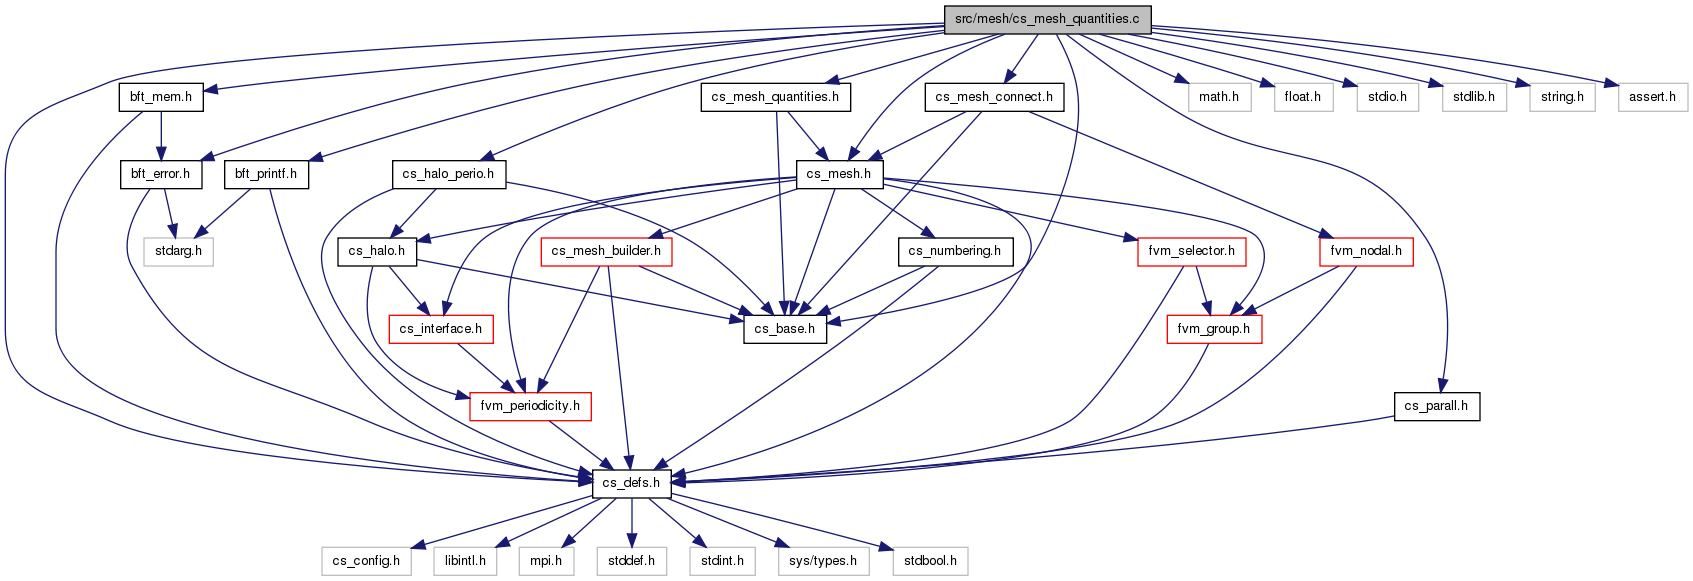 src/mesh/cs_mesh_quantities.c
bft_mem.h
cs_mesh_quantities.h
cs_mesh_connect.h
math.h
float.h
stdio.h
stdlib.h
string.h
assert.h
bft_error.h
bft_printf.h
cs_halo_perio.h
cs_mesh.h
stdarg.h
cs_halo.h
cs_mesh_builder.h
cs_numbering.h
fvm_selector.h
fvm_nodal.h
cs_interface.h
cs_base.h
fvm_group.h
fvm_periodicity.h
cs_parall.h
cs_defs.h
cs_config.h
libintl.h
mpi.h
stddef.h
stdint.h
sys/types.h
stdbool.h